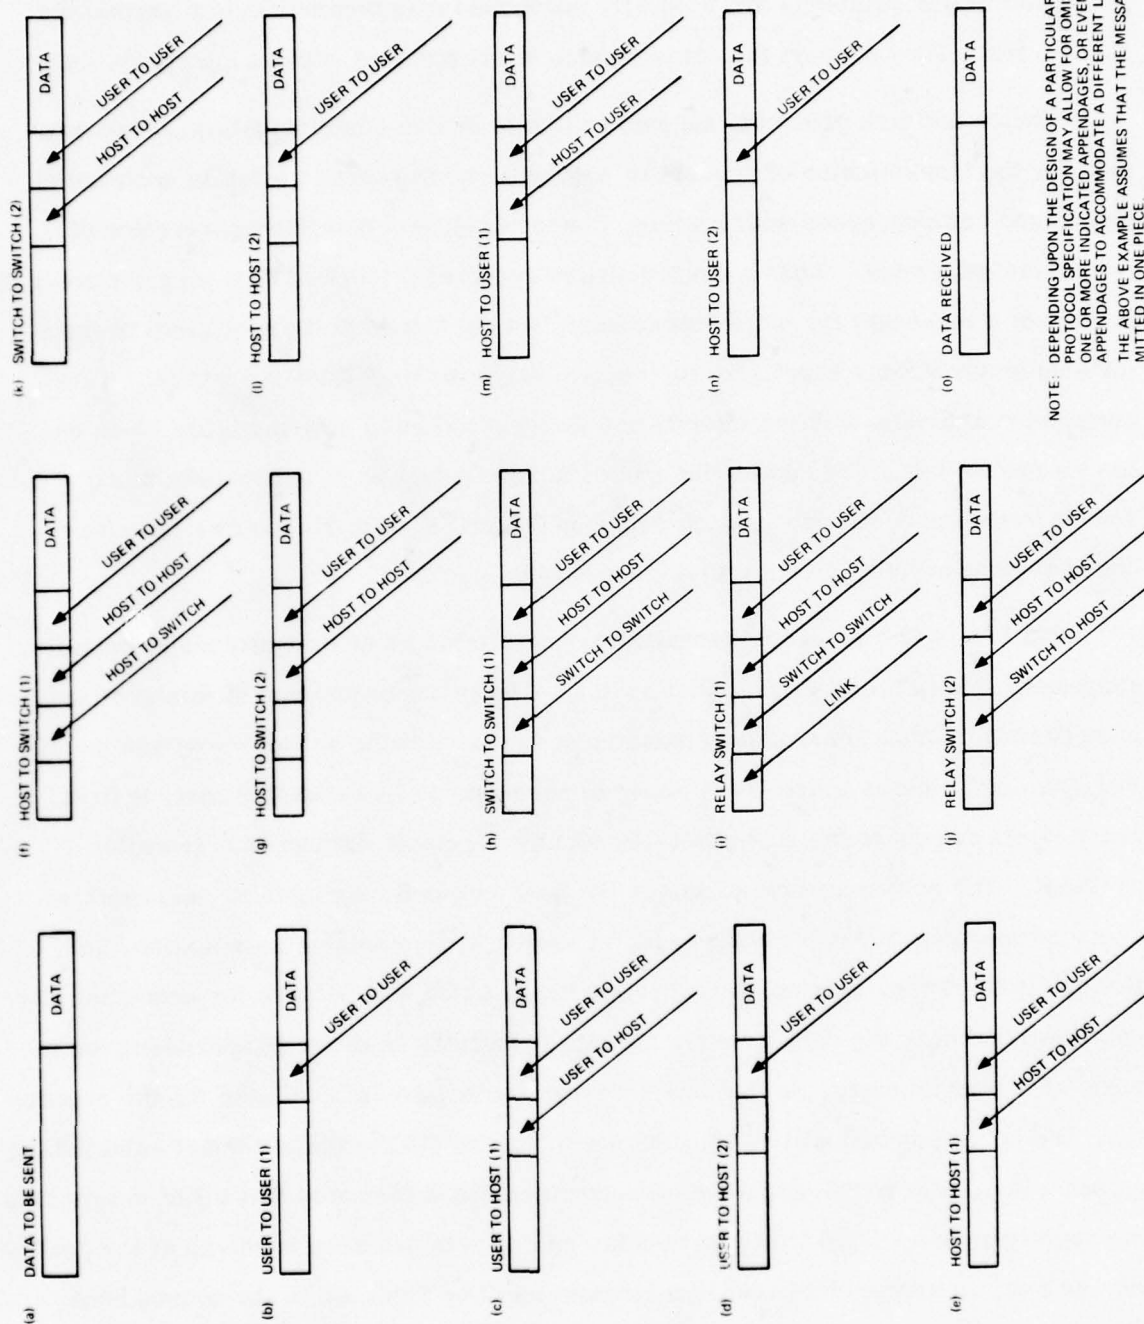 (a) DATA TO BE SENT
DATA
(b) USER TO USER (1)
DATA
USER TO USER
(c) USER TO HOST (1)
DATA
USER TO USER
USER TO HOST
(d) USER TO HOST (2)
DATA
USER TO USER
(e) HOST TO HOST (1)
DATA
USER TO USER
HOST TO HOST
(f) HOST TO SWITCH (1)
DATA
USER TO USER
HOST TO HOST
HOST TO SWITCH
(g) HOST TO SWITCH (2)
DATA
USER TO USER
HOST TO HOST
(h) SWITCH TO SWITCH (1)
DATA
USER TO USER
HOST TO HOST
SWITCH TO SWITCH
(i) RELAY SWITCH (1)
DATA
USER TO USER
HOST TO HOST
SWITCH TO SWITCH
LINK
(j) RELAY SWITCH (2)
DATA
USER TO USER
HOST TO HOST
SWITCH TO HOST
(k) SWITCH TO SWITCH (2)
DATA
USER TO USER
HOST TO HOST
(l) HOST TO HOST (2)
DATA
USER TO USER
(m) HOST TO USER (1)
DATA
USER TO USER
HOST TO USER
(n) HOST TO USER (2)
DATA
USER TO USER
(o) DATA RECEIVED
DATA
NOTE: DEPENDING UPON THE DESIGN OF A PARTICULAR
PROTOCOL SPECIFICATION MAY ALLOW FOR
ONE OR MORE INDICATED APPENDAGES, OR EVEN
APPENDAGES TO ACCOMMODATE A DIFFERENT
THE ABOVE EXAMPLE ASSUMES THAT THE
MITTED IN ONE PIECE.